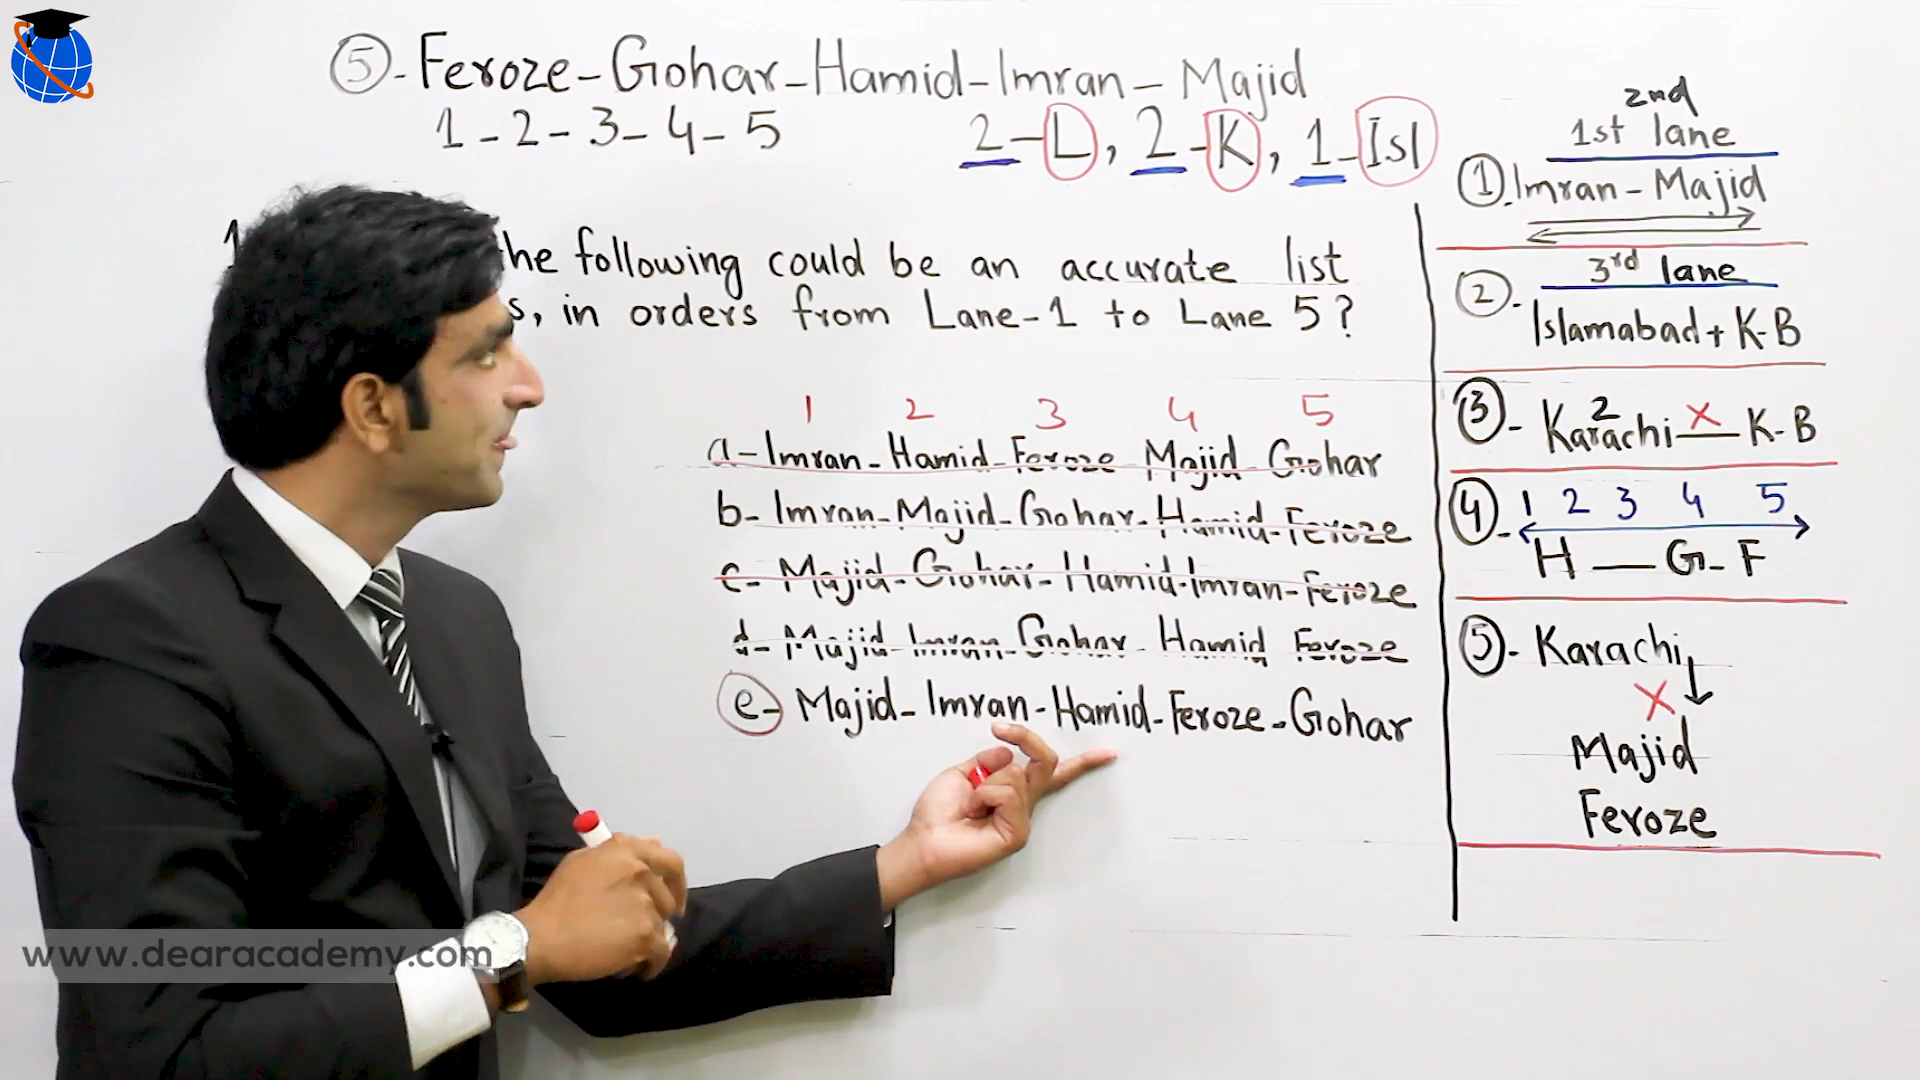 5 - Feroze - Gohar - Hamid - Imran - Majid
1 - 2 - 3 - 4 - 5
2 - L, 2 - K, 1 - Isl
he following could be an accurate list
s, in orders from Lane-1 to Lane 5?
1 2 3 4 5
a- Imran - Hamid - Feroze - Majid - Gohar
b- Imran - Majid - Gohar - Hamid - Feroze
c- Majid - Gohar - Hamid - Imran - Feroze
d- Majid - Imran - Gohar - Hamid Feroze
e- Majid - Imran - Hamid - Feroze - Gohar
2nd
1st lane
1. Imran - Majid
3rd lane
2. Islamabad + K-B
2
3- Karachi X K-B
4- 1 2 3 4 5
H — G - F
5- Karachi
X
Majid
Feroze
www.dearacademy.com